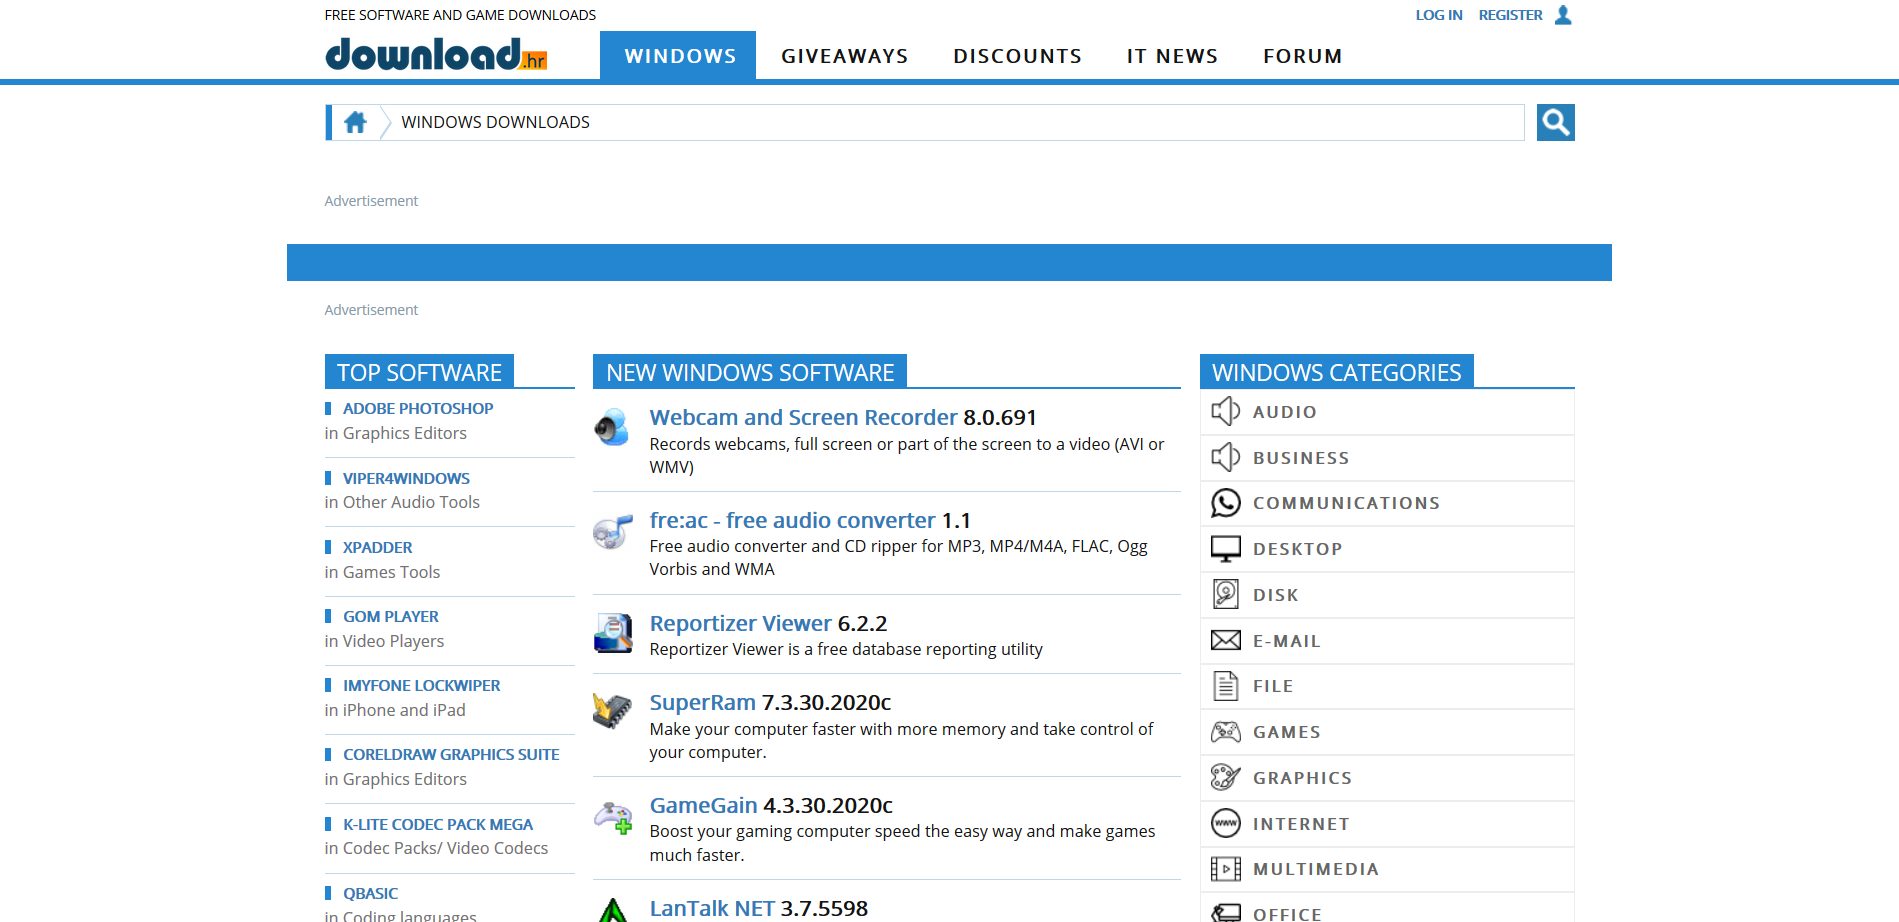 FREE SOFTWARE AND GAME DOWNLOADS
LOG IN REGISTER
download.hr
WINDOWS GIVEAWAYS DISCOUNTS IT NEWS FORUM
WINDOWS DOWNLOADS
Advertisement
Advertisement
TOP SOFTWARE
ADOBE PHOTOSHOP
in Graphics Editors
VIPER4WINDOWS
in Other Audio Tools
XPADDER
in Games Tools
GOM PLAYER
in Video Players
IMYFONE LOCKWIPER
in iPhone and iPad
CORELDRAW GRAPHICS SUITE
in Graphics Editors
K-LITE CODEC PACK MEGA
in Codec Packs/ Video Codecs
QBASIC
in Coding languages
NEW WINDOWS SOFTWARE
Webcam and Screen Recorder 8.0.691
Records webcams, full screen or part of the screen to a video (AVI or
WMV)
fre:ac - free audio converter 1.1
Free audio converter and CD ripper for MP3, MP4/M4A, FLAC, Ogg
Vorbis and WMA
Reportizer Viewer 6.2.2
Reportizer Viewer is a free database reporting utility
SuperRam 7.3.30.2020c
Make your computer faster with more memory and take control of
your computer.
GameGain 4.3.30.2020c
Boost your gaming computer speed the easy way and make games
much faster.
LanTalk NET 3.7.5598
WINDOWS CATEGORIES
AUDIO
BUSINESS
COMMUNICATIONS
DESKTOP
DISK
E-MAIL
FILE
GAMES
GRAPHICS
www INTERNET
MULTIMEDIA
OFFICE